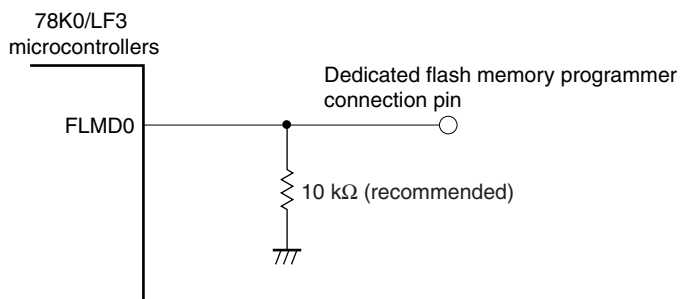 78K0/LF3
microcontrollers
Dedicated flash memory programmer
connection pin
FLMD0
10 kΩ (recommended)